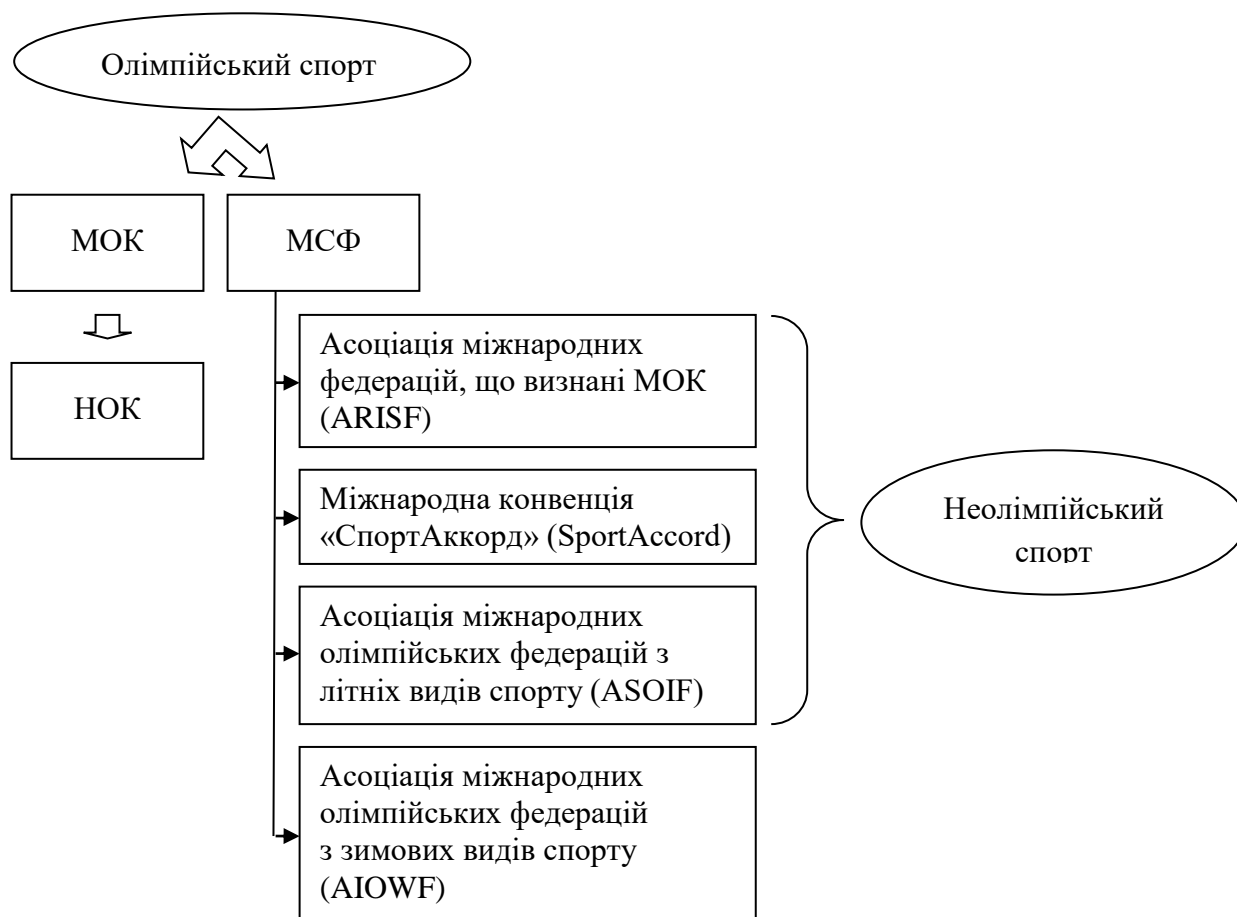 Олімпійський спорт
МОК
МСФ
НОК
Асоціація міжнародних
федерацій, що визнані МОК
(ARISF)
Міжнародна конвенція
«СпортАккорд» (SportAccord)
Асоціація міжнародних
олімпійських федерацій з
літніх видів спорту (ASOIF)
Асоціація міжнародних
олімпійських федерацій
з зимових видів спорту
(AIOWF)
Неолімпійський
спорт